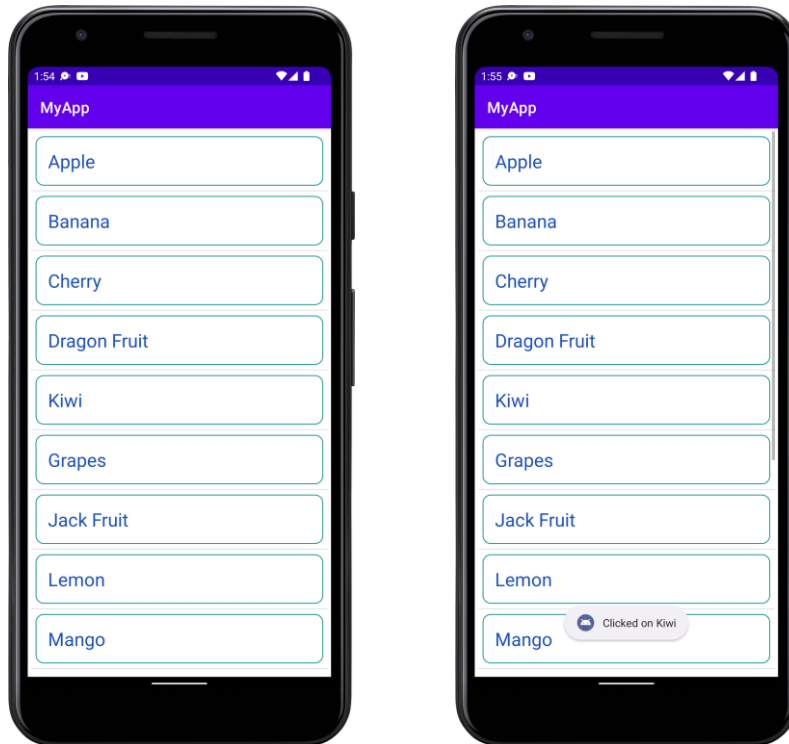 1:54
MyApp
Apple
Banana
Cherry
Dragon Fruit
Kiwi
Grapes
Jack Fruit
Lemon
Mango
1:55
MyApp
Apple
Banana
Cherry
Dragon Fruit
Kiwi
Grapes
Jack Fruit
Lemon
Mango
Clicked on Kiwi